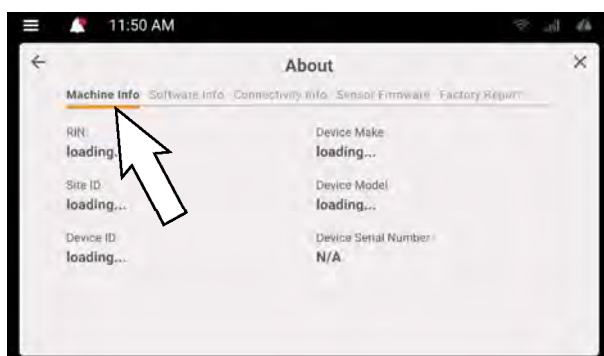 11:50 AM
About
Machine Info Software Info Connectivity Info Sensor Firmware Factory Report
RIN
loading...
Device Make
loading...
Site ID
loading...
Device Model
loading...
Device ID
loading...
Device Serial Number
N/A